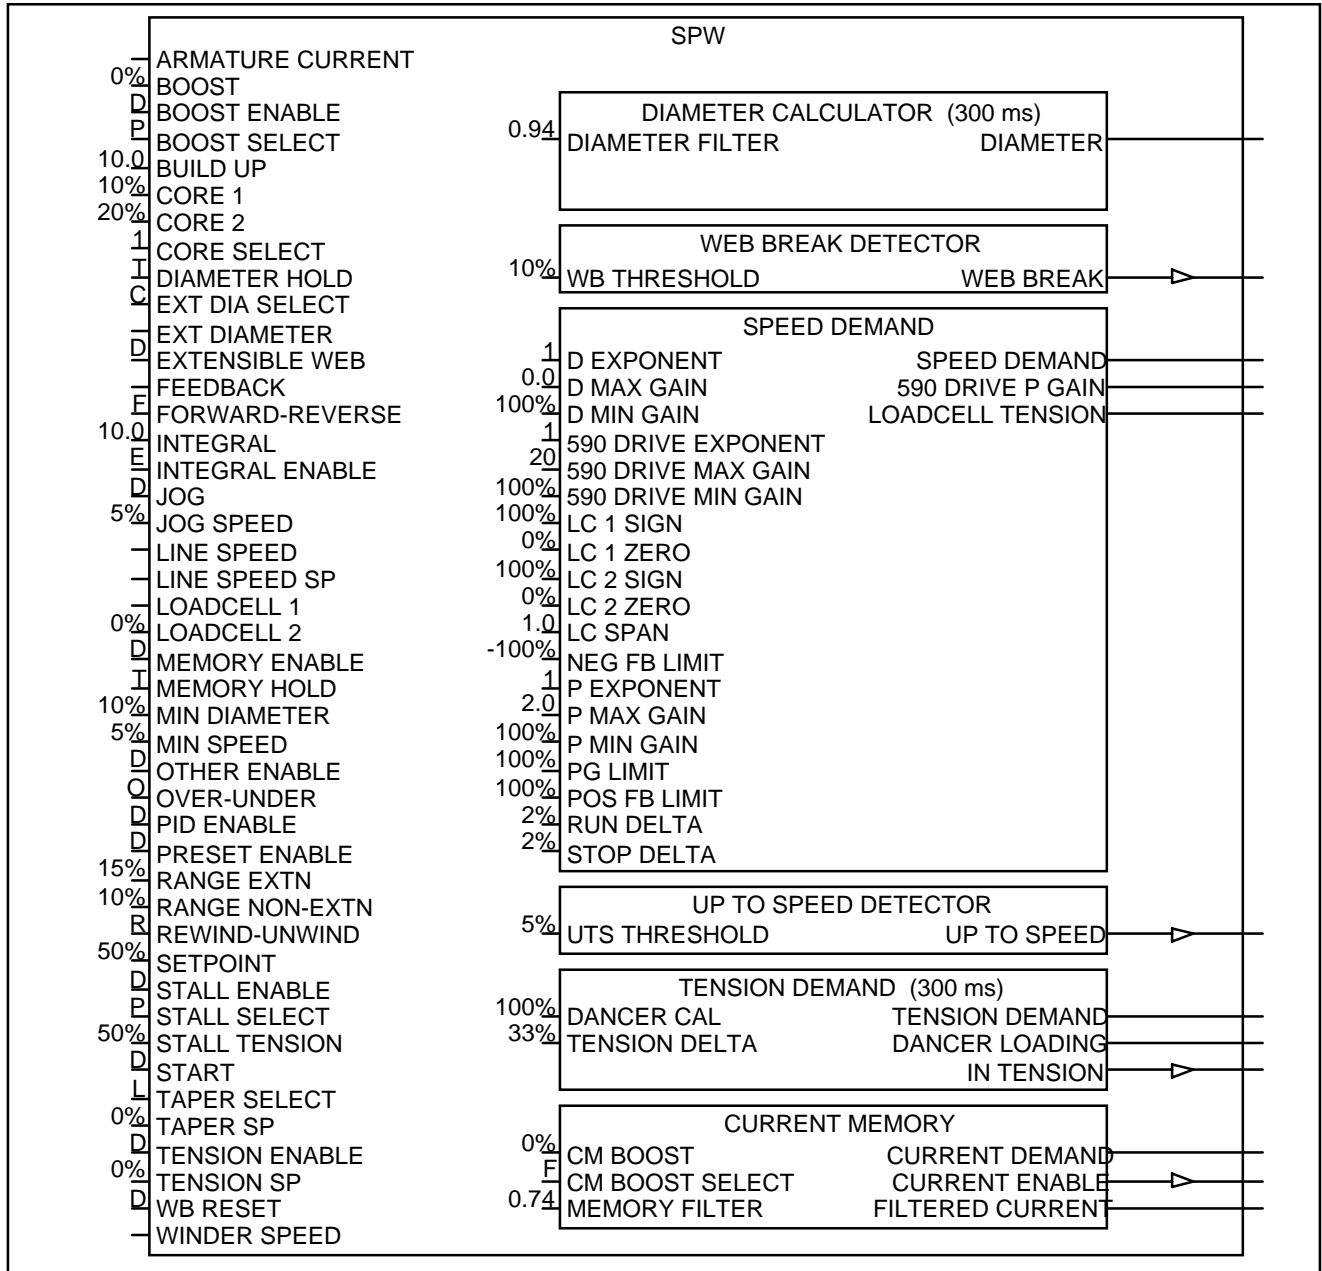 SPW
ARMATURE CURRENT
0% BOOST
D BOOST ENABLE
P BOOST SELECT
10.0 BUILD UP
10% CORE 1
20% CORE 2
1 CORE SELECT
T DIAMETER HOLD
C EXT DIA SELECT
EXT DIAMETER
D EXTENSIBLE WEB
FEEDBACK
F FORWARD-REVERSE
10.0 INTEGRAL
E INTEGRAL ENABLE
D JOG
5% JOG SPEED
LINE SPEED
LINE SPEED SP
LOADCELL 1
0% LOADCELL 2
D MEMORY ENABLE
T MEMORY HOLD
10% MIN DIAMETER
5% MIN SPEED
D OTHER ENABLE
O OVER-UNDER
D PID ENABLE
D PRESET ENABLE
15% RANGE EXTN
10% RANGE NON-EXTN
R REWIND-UNWIND
50% SETPOINT
D STALL ENABLE
P STALL SELECT
50% STALL TENSION
D START
L TAPER SELECT
0% TAPER SP
D TENSION ENABLE
0% TENSION SP
D WB RESET
WINDER SPEED
DIAMETER CALCULATOR (300 ms)
0.94 DIAMETER FILTER DIAMETER
WEB BREAK DETECTOR
10% WB THRESHOLD WEB BREAK
SPEED DEMAND
1 D EXPONENT SPEED DEMAND
0.0 D MAX GAIN 590 DRIVE P GAIN
100% D MIN GAIN LOADCELL TENSION
1 590 DRIVE EXPONENT
20 590 DRIVE MAX GAIN
100% 590 DRIVE MIN GAIN
100% LC 1 SIGN
0% LC 1 ZERO
100% LC 2 SIGN
0% LC 2 ZERO
1.0 LC SPAN
-100% NEG FB LIMIT
1 P EXPONENT
2.0 P MAX GAIN
100% P MIN GAIN
100% PG LIMIT
100% POS FB LIMIT
2% RUN DELTA
2% STOP DELTA
UP TO SPEED DETECTOR
5% UTS THRESHOLD UP TO SPEED
TENSION DEMAND (300 ms)
100% DANCER CAL TENSION DEMAND
33% TENSION DELTA DANCER LOADING
IN TENSION
CURRENT MEMORY
0% CM BOOST CURRENT DEMAND
F CM BOOST SELECT CURRENT ENABLE
0.74 MEMORY FILTER FILTERED CURRENT